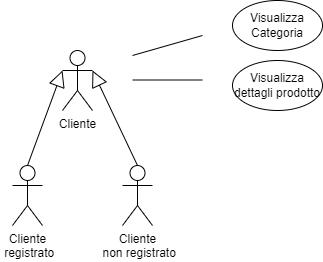 Visualizza
Categoria
Visualizza
dettagli prodotto
Cliente
Cliente
registrato
Cliente
non registrato